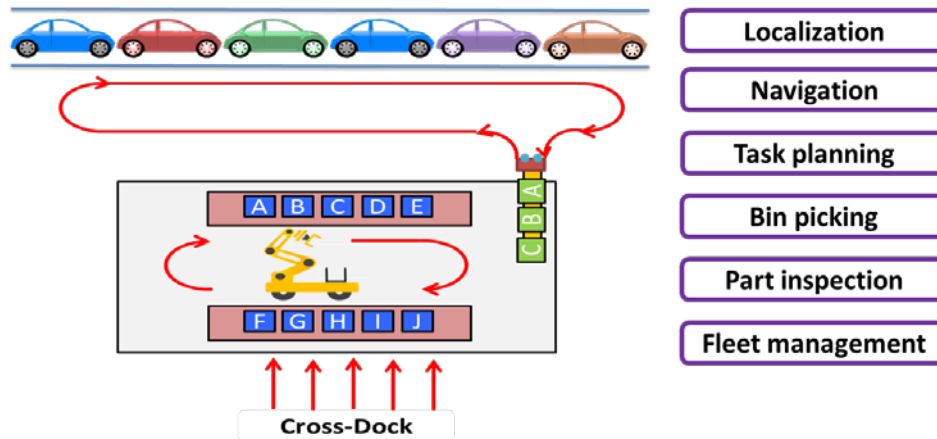 Localization
Navigation
Task planning
Bin picking
Part inspection
Fleet management
A B C D E
A
B
C
F G H I J
Cross-Dock